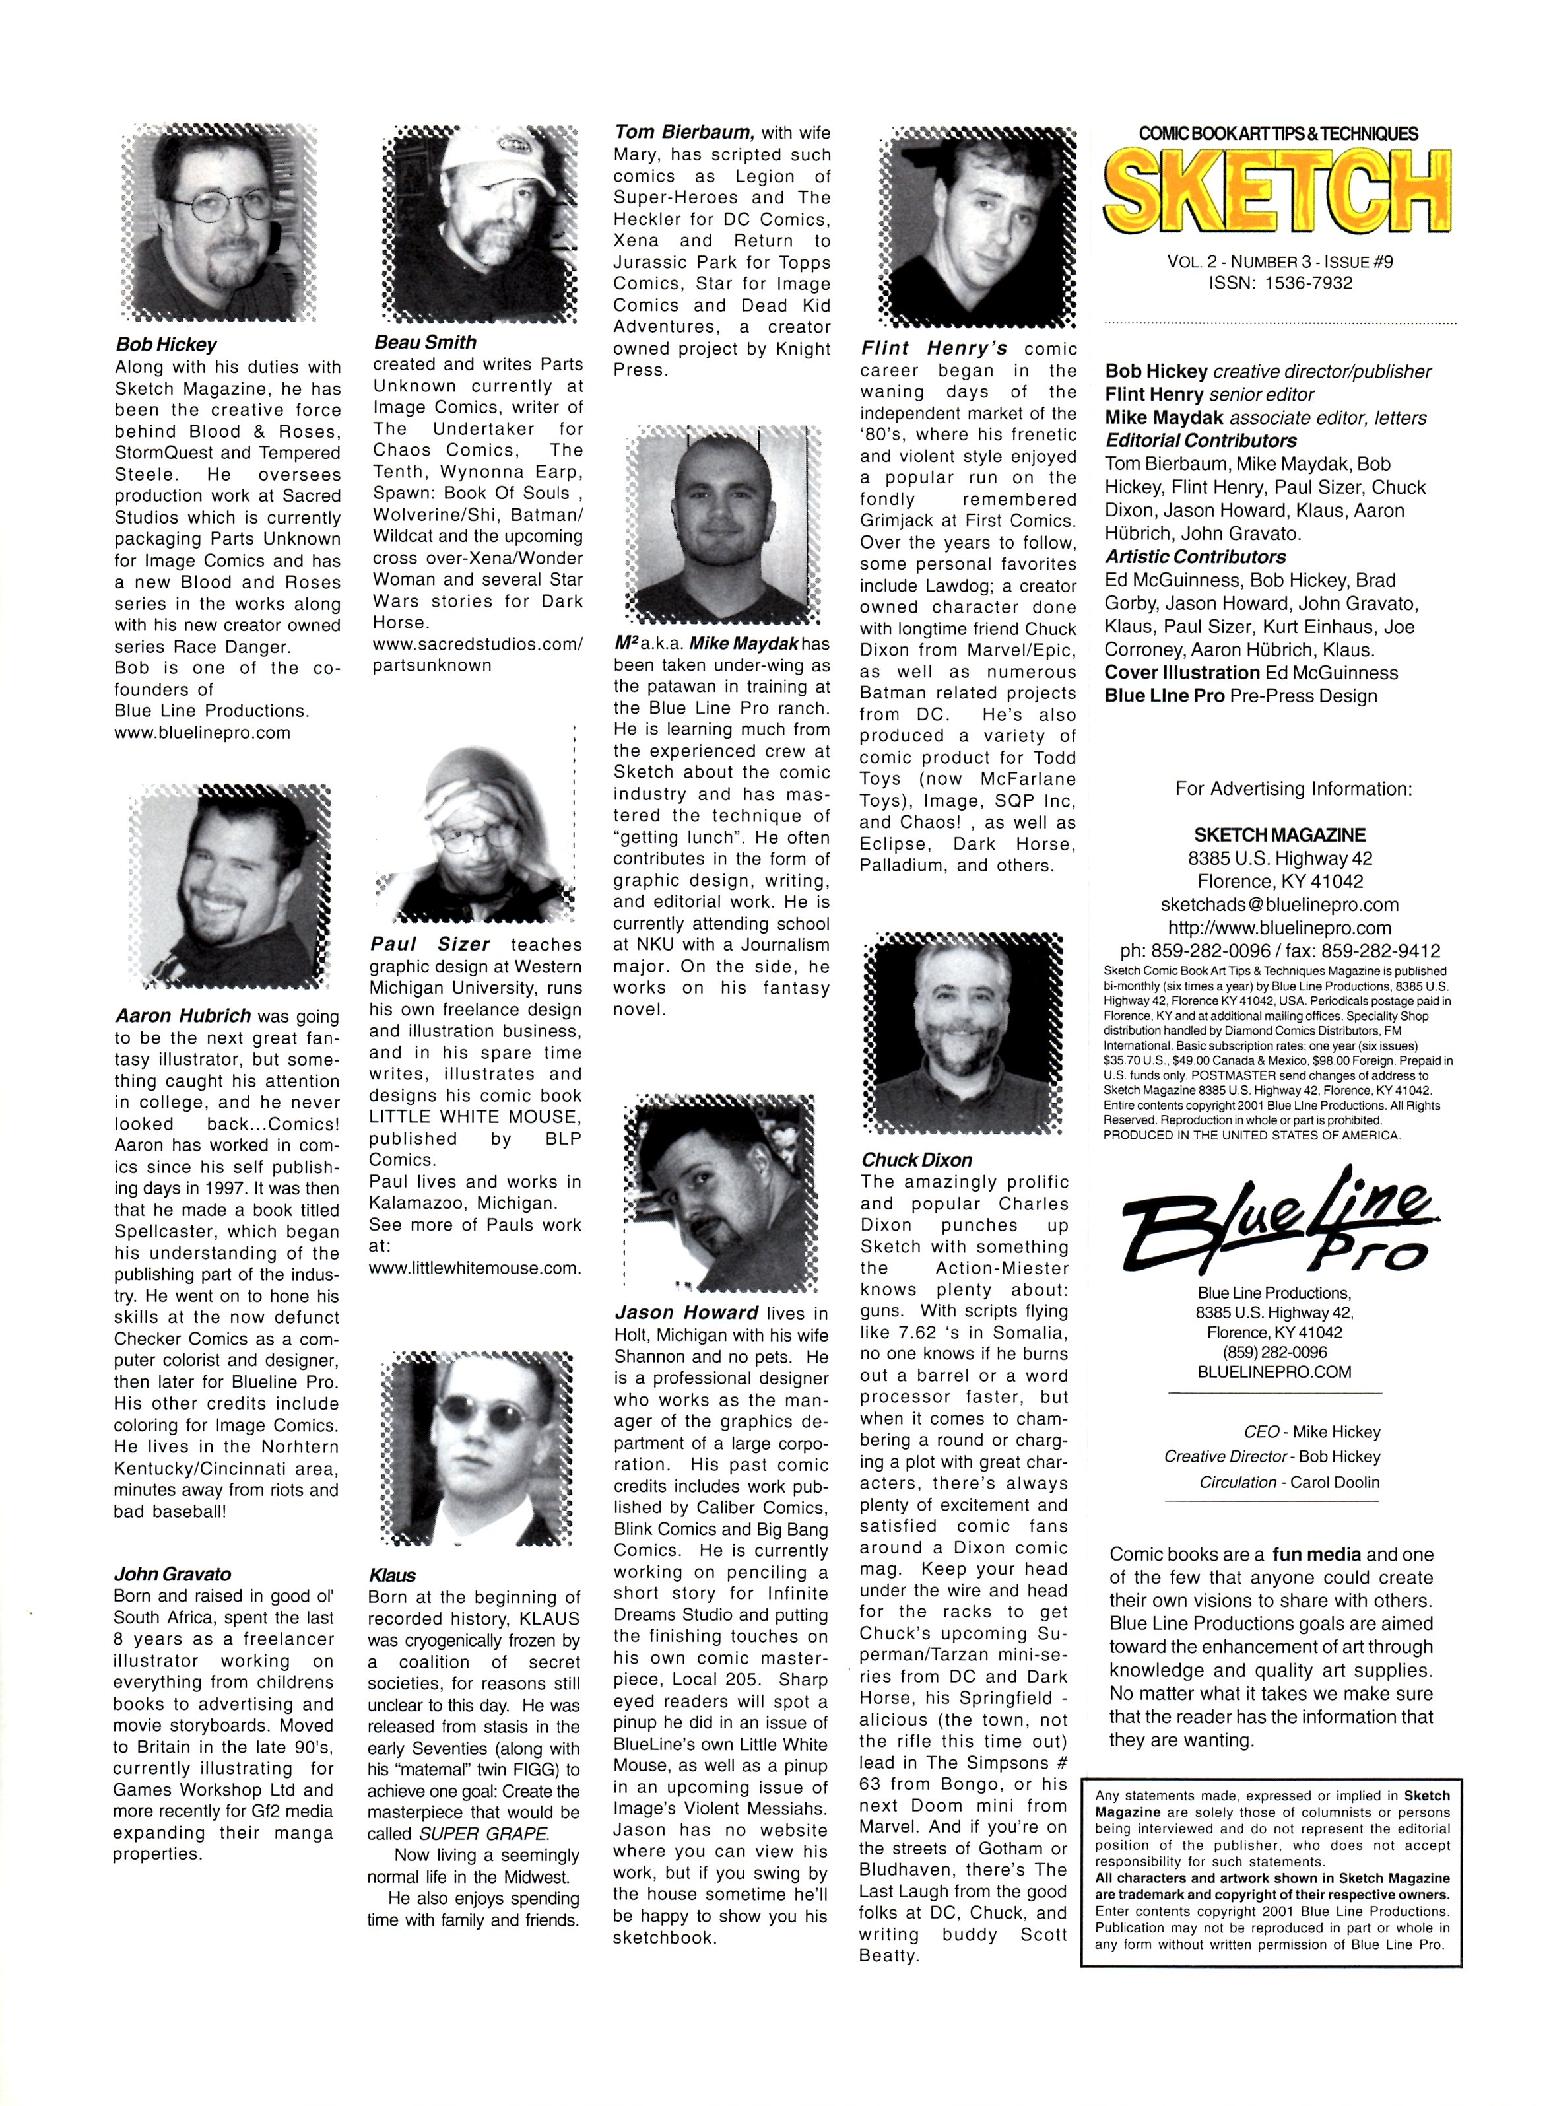 Bob Hickey
Along with his duties with
Sketch Magazine, he has
been the creative force
behind Blood & Roses,
StormQuest and Tempered
Steele. He oversees
production work at Sacred
Studios which is currently
packaging Parts Unknown
for Image Comics and has
a new Blood and Roses
series in the works along
with his new creator owned
series Race Danger.
Bob is one of the co-
founders of
Blue Line Productions.
www.bluelinepro.com
Aaron Hubrich was going
to be the next great fan-
tasy illustrator, but some-
thing caught his attention
in college, and he never
looked back...Comics!
Aaron has worked in com-
ics since his self publish-
ing days in 1997. It was then
that he made a book titled
Spellcaster, which began
his understanding of the
publishing part of the indus-
try. He went on to hone his
skills at the now defunct
Checker Comics as a com-
puter colorist and designer,
then later for Blueline Pro.
His other credits include
coloring for Image Comics.
He lives in the Norhtern
Kentucky/Cincinnati area,
minutes away from riots and
bad baseball!
John Gravato
Born and raised in good ol'
South Africa, spent the last
8 years as a freelancer
illustrator working on
everything from childrens
books to advertising and
movie storyboards. Moved
to Britain in the late 90's,
currently illustrating for
Games Workshop Ltd and
more recently for Gf2 media
expanding their manga
properties.
Beau Smith
created and writes Parts
Unknown currently at
Image Comics, writer of
The Undertaker for
Chaos Comics, The
Tenth, Wynonna Earp,
Spawn: Book Of Souls ,
Wolverine/Shi, Batman/
Wildcat and the upcoming
cross over-Xena/Wonder
Woman and several Star
Wars stories for Dark
Horse.
www.sacredstudios.com/
partsunknown
Paul Sizer teaches
graphic design at Western
Michigan University, runs
his own freelance design
and illustration business,
and in his spare time
writes, illustrates and
designs his comic book
LITTLE WHITE MOUSE,
published by BLP
Comics.
Paul lives and works in
Kalamazoo, Michigan.
See more of Pauls work
at:
www.littlewhitemouse.com.
Klaus
Born at the beginning of
recorded history, KLAUS
was cryogenically frozen by
a coalition of secret
societies, for reasons still
unclear to this day. He was
released from stasis in the
early Seventies (along with
his "maternal" twin FIGG) to
achieve one goal: Create the
masterpiece that would be
called SUPER GRAPE.
Now living a seemingly
normal life in the Midwest.
He also enjoys spending
time with family and friends.
Tom Bierbaum, with wife
Mary, has scripted such
comics as Legion of
Super-Heroes and The
Heckler for DC Comics,
Xena and Return to
Jurassic Park for Topps
Comics, Star for Image
Comics and Dead Kid
Adventures, a creator
owned project by Knight
Press.
M² a.k.a. Mike Maydak has
been taken under-wing as
the patawan in training at
the Blue Line Pro ranch.
He is learning much from
the experienced crew at
Sketch about the comic
industry and has mas-
tered the technique of
"getting lunch". He often
contributes in the form of
graphic design, writing,
and editorial work. He is
currently attending school
at NKU with a Journalism
major. On the side, he
works on his fantasy
novel.
Jason Howard lives in
Holt, Michigan with his wife
Shannon and no pets. He
is a professional designer
who works as the man-
ager of the graphics de-
partment of a large corpo-
ration. His past comic
credits includes work pub-
lished by Caliber Comics,
Blink Comics and Big Bang
Comics. He is currently
working on penciling a
short story for Infinite
Dreams Studio and putting
the finishing touches on
his own comic master-
piece, Local 205. Sharp
eyed readers will spot a
pinup he did in an issue of
BlueLine's own Little White
Mouse, as well as a pinup
in an upcoming issue of
Image's Violent Messiahs.
Jason has no website
where you can view his
work, but if you swing by
the house sometime he'll
be happy to show you his
sketchbook.
Flint Henry's comic
career began in the
waning days of the
independent market of the
'80's, where his frenetic
and violent style enjoyed
a popular run on the
fondly remembered
Grimjack at First Comics.
Over the years to follow,
some personal favorites
include Lawdog; a creator
owned character done
with longtime friend Chuck
Dixon from Marvel/Epic,
as well as numerous
Batman related projects
from DC. He's also
produced a variety of
comic product for Todd
Toys (now McFarlane
Toys), Image, SQP Inc,
and Chaos! , as well as
Eclipse, Dark Horse,
Palladium, and others.
Chuck Dixon
The amazingly prolific
and popular Charles
Dixon punches up
Sketch with something
the Action-Miester
knows plenty about:
guns. With scripts flying
like 7.62 's in Somalia,
no one knows if he burns
out a barrel or a word
processor faster, but
when it comes to cham-
bering a round or charg-
ing a plot with great char-
acters, there's always
plenty of excitement and
satisfied comic fans
around a Dixon comic
mag. Keep your head
under the wire and head
for the racks to get
Chuck's upcoming Su-
perman/Tarzan mini-se-
ries from DC and Dark
Horse, his Springfield -
alicious (the town, not
the rifle this time out)
lead in The Simpsons #
63 from Bongo, or his
next Doom mini from
Marvel. And if you're on
the streets of Gotham or
Bludhaven, there's The
Last Laugh from the good
folks at DC, Chuck, and
writing buddy Scott
Beatty.
COMIC BOOK ART TIPS & TECHNIQUES
SKETCH
VOL. 2 - NUMBER 3 - ISSUE #9
ISSN: 1536-7932
Bob Hickey creative director/publisher
Flint Henry senior editor
Mike Maydak associate editor, letters
Editorial Contributors
Tom Bierbaum, Mike Maydak, Bob
Hickey, Flint Henry, Paul Sizer, Chuck
Dixon, Jason Howard, Klaus, Aaron
Hübrich, John Gravato.
Artistic Contributors
Ed McGuinness, Bob Hickey, Brad
Gorby, Jason Howard, John Gravato,
Klaus, Paul Sizer, Kurt Einhaus, Joe
Corroney, Aaron Hübrich, Klaus.
Cover Illustration Ed McGuinness
Blue LIne Pro Pre-Press Design
For Advertising Information:
SKETCH MAGAZINE
8385 U.S. Highway 42
Florence, KY 41042
sketchads@bluelinepro.com
http://www.bluelinepro.com
ph: 859-282-0096 / fax: 859-282-9412
Sketch Comic Book Art Tips & Techniques Magazine is published
bi-monthly (six times a year) by Blue Line Productions, 8385 U.S.
Highway 42, Florence KY 41042, USA. Periodicals postage paid in
Florence, KY and at additional mailing offices. Speciality Shop
distribution handled by Diamond Comics Distributors, FM
International. Basic subscription rates: one year (six issues)
$35.70 U.S., $49.00 Canada & Mexico, $98.00 Foreign. Prepaid in
U.S. funds only. POSTMASTER send changes of address to
Sketch Magazine 8385 U.S. Highway 42, Florence, KY 41042.
Entire contents copyright 2001 Blue LIne Productions. All Rights
Reserved. Reproduction in whole or part is prohibited.
PRODUCED IN THE UNITED STATES OF AMERICA.
Blue Line
Pro
Blue Line Productions,
8385 U.S. Highway 42,
Florence, KY 41042
(859) 282-0096
BLUELINEPRO.COM
CEO - Mike Hickey
Creative Director - Bob Hickey
Circulation - Carol Doolin
Comic books are a fun media and one
of the few that anyone could create
their own visions to share with others.
Blue Line Productions goals are aimed
toward the enhancement of art through
knowledge and quality art supplies.
No matter what it takes we make sure
that the reader has the information that
they are wanting.
Any statements made, expressed or implied in Sketch
Magazine are solely those of columnists or persons
being interviewed and do not represent the editorial
position of the publisher, who does not accept
responsibility for such statements.
All characters and artwork shown in Sketch Magazine
are trademark and copyright of their respective owners.
Enter contents copyright 2001 Blue Line Productions.
Publication may not be reproduced in part or whole in
any form without written permission of Blue Line Pro.